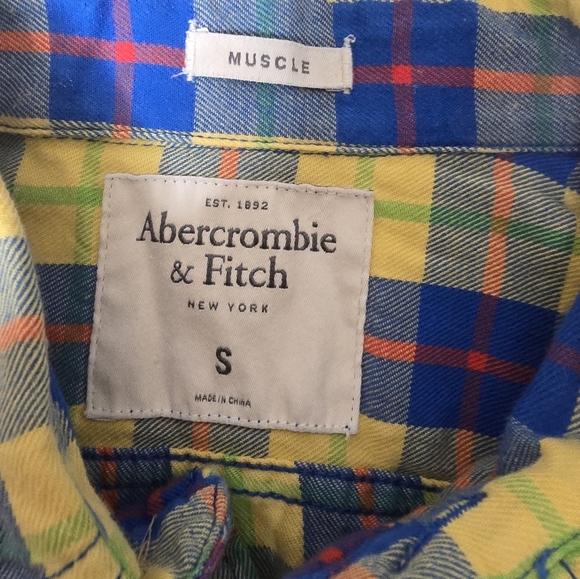 MUSCLE
EST. 1892
Abercrombie
& Fitch
NEW YORK
S
MADE IN CHINA